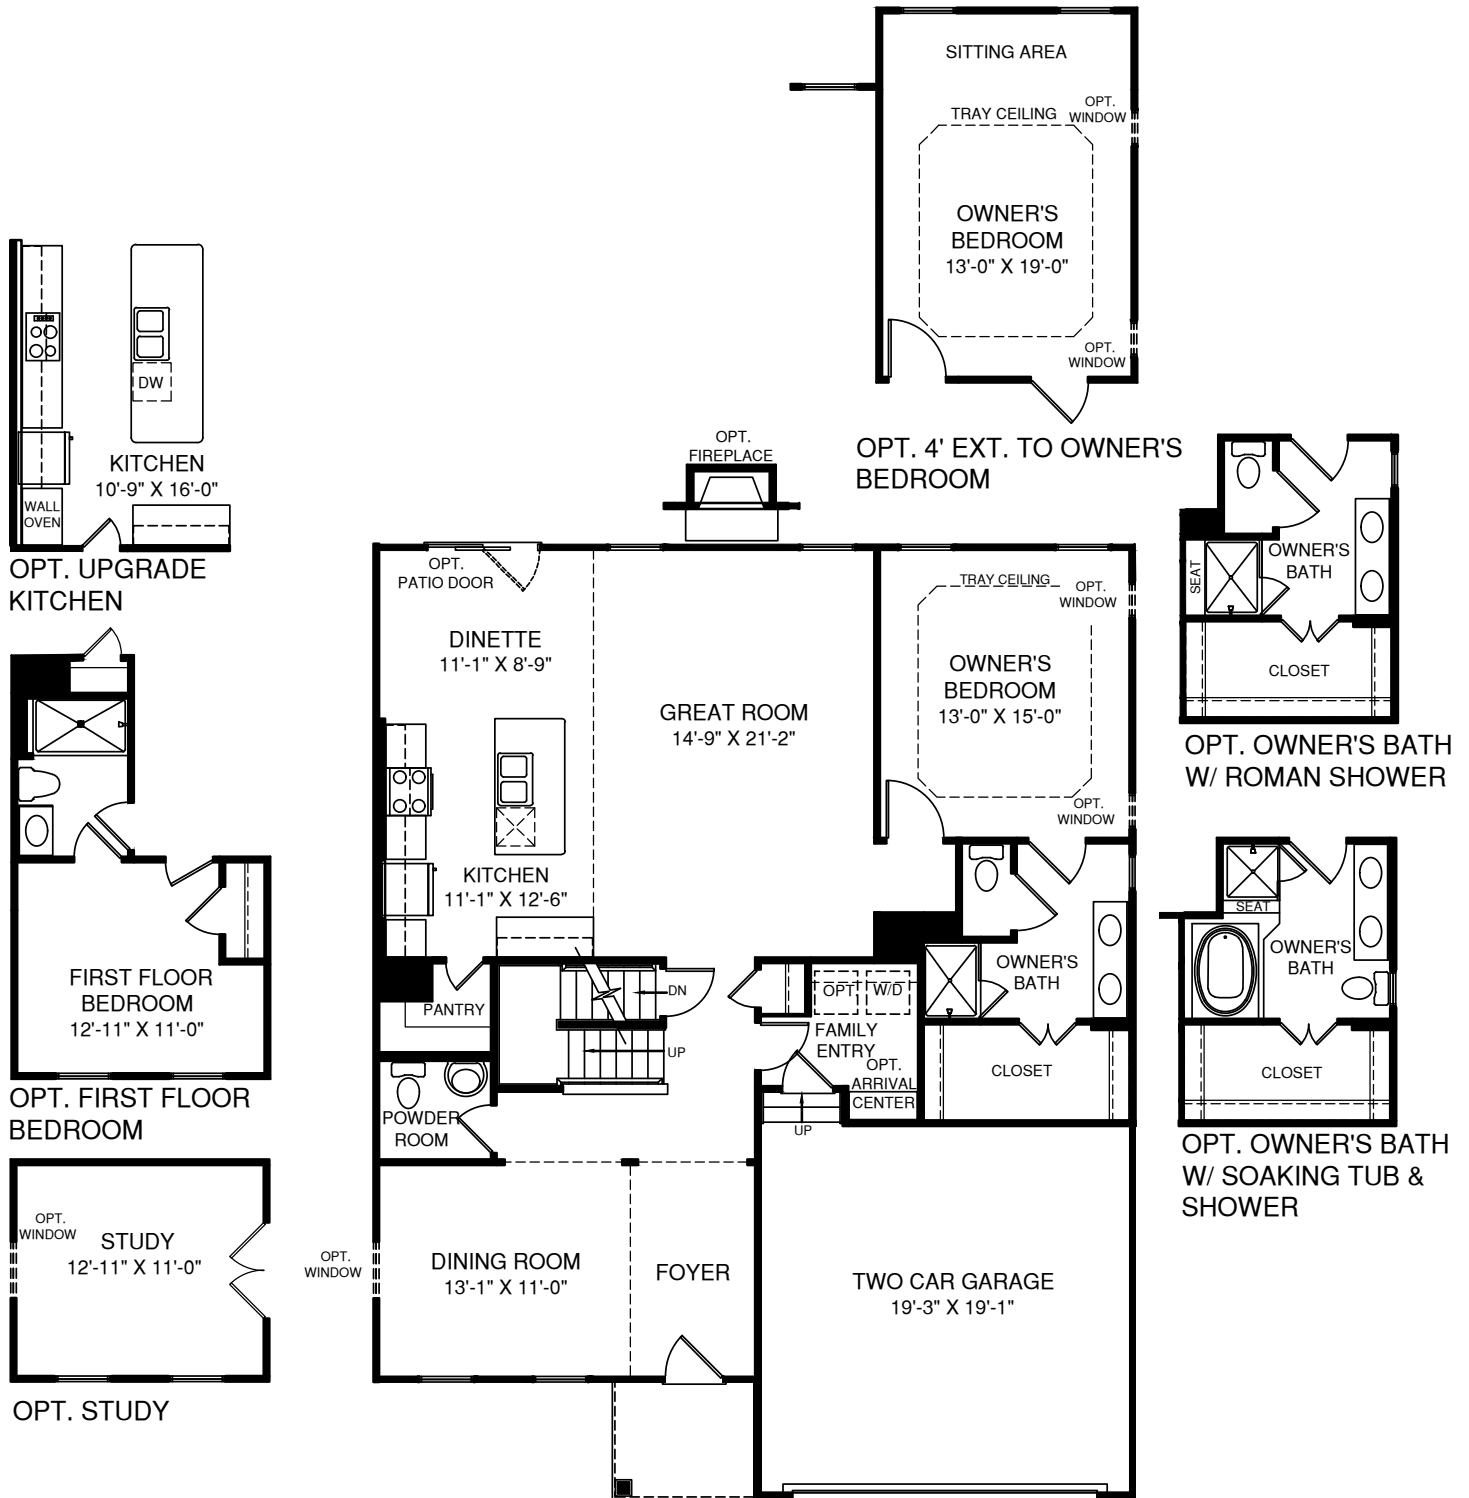 SITTING AREA
TRAY CEILING
OPT.
WINDOW
OWNER'S
BEDROOM
13'-0" X 19'-0"
OPT.
WINDOW
OPT. 4' EXT. TO OWNER'S
BEDROOM
DW
KITCHEN
10'-9" X 16'-0"
WALL
OVEN
OPT. UPGRADE
KITCHEN
OPT.
FIREPLACE
OPT.
PATIO DOOR
DINETTE
11'-1" X 8'-9"
GREAT ROOM
14'-9" X 21'-2"
TRAY CEILING
OPT.
WINDOW
OWNER'S
BEDROOM
13'-0" X 15'-0"
OPT.
WINDOW
KITCHEN
11'-1" X 12'-6"
PANTRY
DN
UP
OPT
W/D
FAMILY
ENTRY
OPT.
ARRIVAL
CENTER
UP
OWNER'S
BATH
CLOSET
POWDER
ROOM
OPT.
WINDOW
DINING ROOM
13'-1" X 11'-0"
FOYER
TWO CAR GARAGE
19'-3" X 19'-1"
FIRST FLOOR
BEDROOM
12'-11" X 11'-0"
OPT. FIRST FLOOR
BEDROOM
OPT.
WINDOW
STUDY
12'-11" X 11'-0"
OPT. STUDY
SEAT
OWNER'S
BATH
CLOSET
OPT. OWNER'S BATH
W/ ROMAN SHOWER
SEAT
OWNER'S
BATH
CLOSET
OPT. OWNER'S BATH
W/ SOAKING TUB &
SHOWER